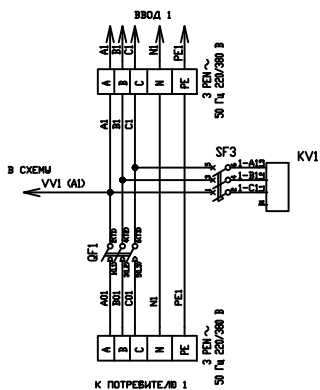 ВВОД 1
A1
B1
C1
N1
PE1
A
B
C
N
PE
3 PEN ~
50 Гц 220/380 В
A1
B1
C1
SF3
KV1
1-A1
1-B1
1-C1
В СХЕМЫ
VV1 (A1)
QF1
A01
B01
C01
N1
PE1
A
B
C
N
PE
3 PEN ~
50 Гц 220/380 В
К ПОТРЕБИТЕЛЮ 1